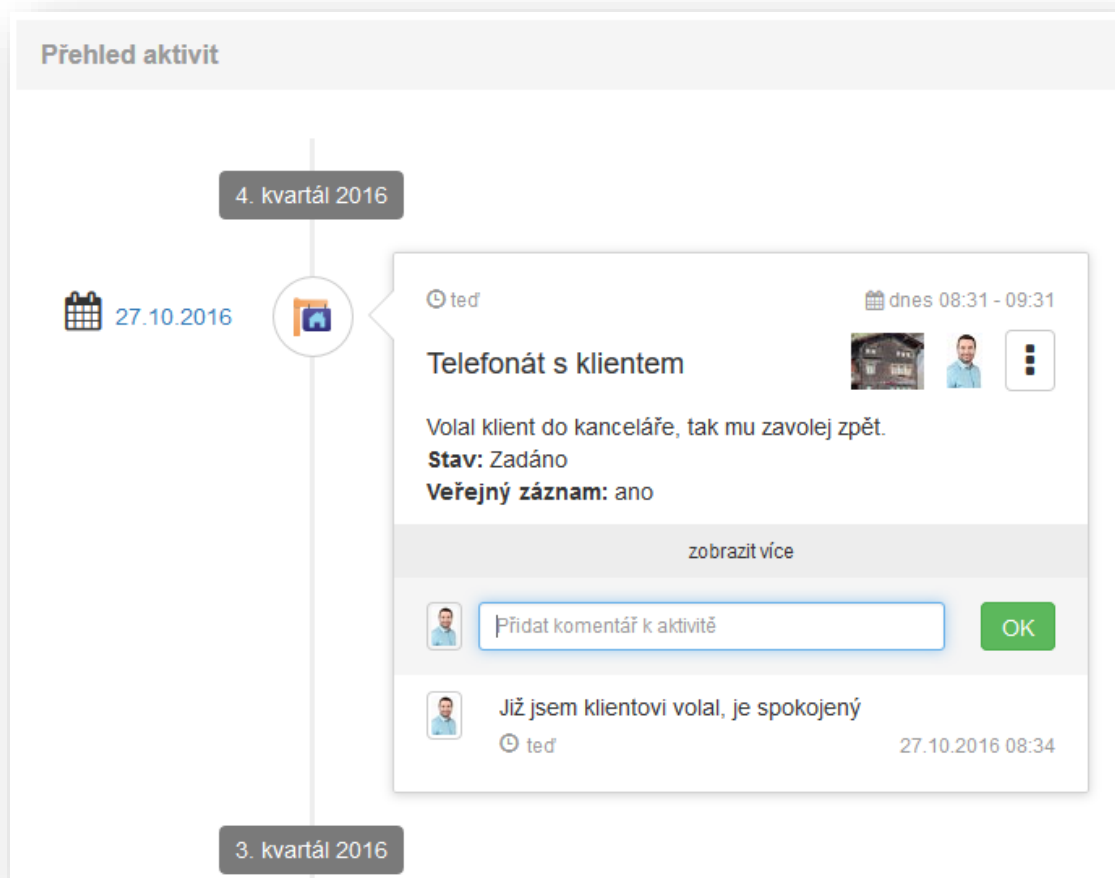 Přehled aktivit
4. kvartál 2016
27.10.2016
teď
dnes 08:31 - 09:31
Telefonát s klientem
Volal klient do kanceláře, tak mu zavolej zpět.
Stav: Zadáno
Veřejný záznam: ano
zobrazit více
Přidat komentář k aktivitě
OK
Již jsem klientovi volal, je spokojený
teď
27.10.2016 08:34
3. kvartál 2016